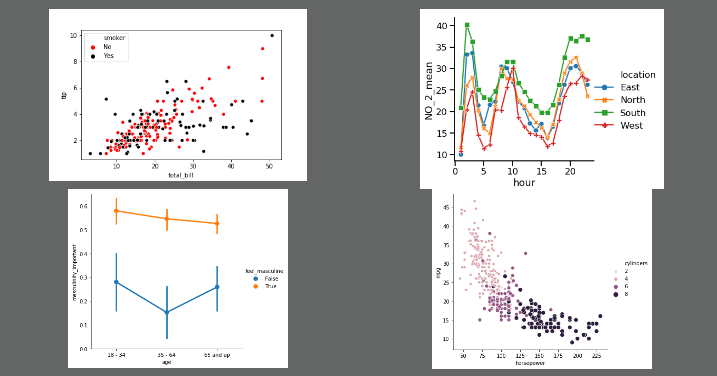 smoker
No
Yes
tip
10
8
6
4
2
10
20
30
40
50
total_bill
NO_2_mean
40
35
30
25
20
15
10
0
5
10
15
20
hour
location
East
North
South
West
masculinity_important
0.6
0.5
0.4
0.3
0.2
0.1
0.0
18 - 34
35 - 64
65 and up
age
feel_masculine
False
True
mpg
45
40
35
30
25
20
15
10
50
75
100
125
150
175
200
225
horsepower
cylinders
2
4
6
8